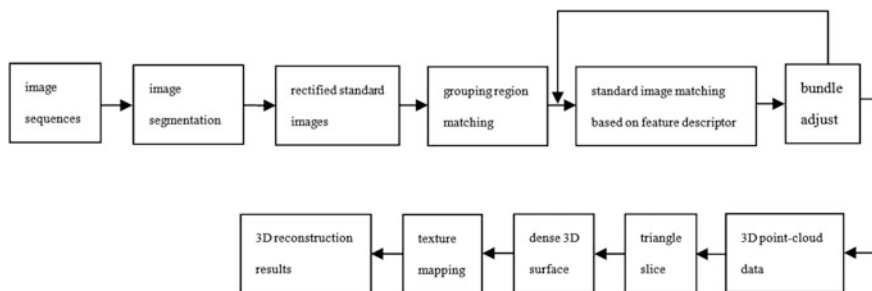 image
sequences
image
segmentation
rectified standard
images
grouping region
matching
standard image matching
based on feature descriptor
bundle
adjust
3D point-cloud
data
triangle
slice
dense 3D
surface
texture
mapping
3D reconstruction
results